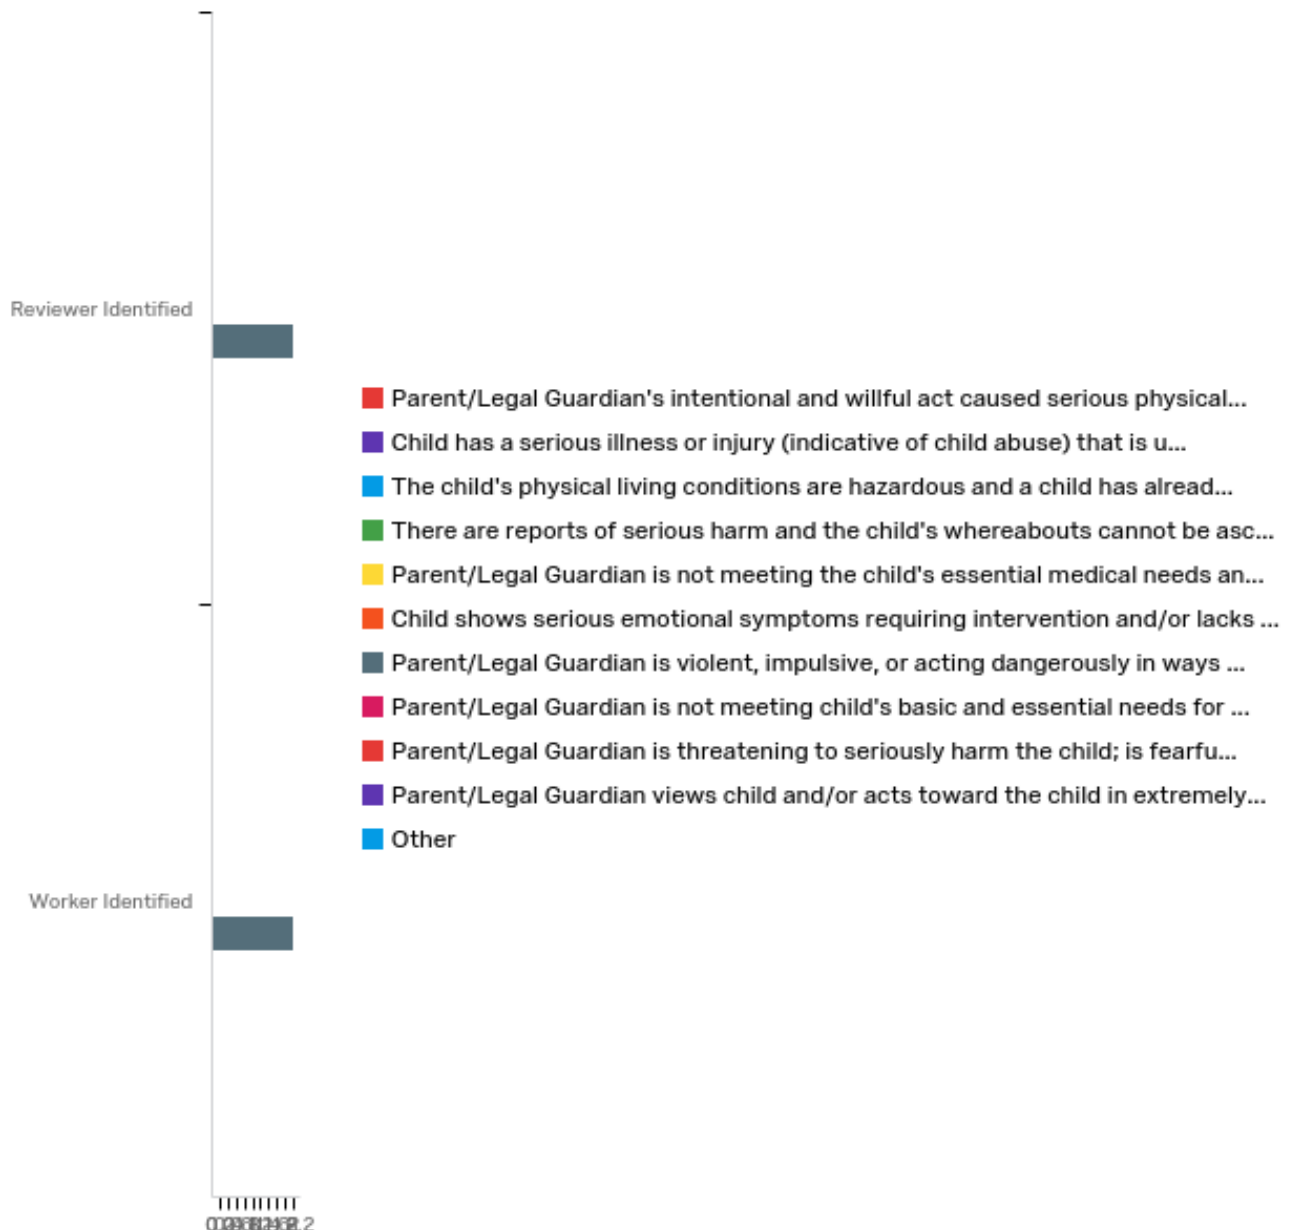 Reviewer Identified
Parent/Legal Guardian's intentional and willful act caused serious physical...
Child has a serious illness or injury (indicative of child abuse) that is u...
The child's physical living conditions are hazardous and a child has alread...
There are reports of serious harm and the child's whereabouts cannot be asc...
Parent/Legal Guardian is not meeting the child's essential medical needs an...
Child shows serious emotional symptoms requiring intervention and/or lacks ...
Parent/Legal Guardian is violent, impulsive, or acting dangerously in ways ...
Parent/Legal Guardian is not meeting child's basic and essential needs for ...
Parent/Legal Guardian is threatening to seriously harm the child; is fearfu...
Parent/Legal Guardian views child and/or acts toward the child in extremely...
Other
Worker Identified